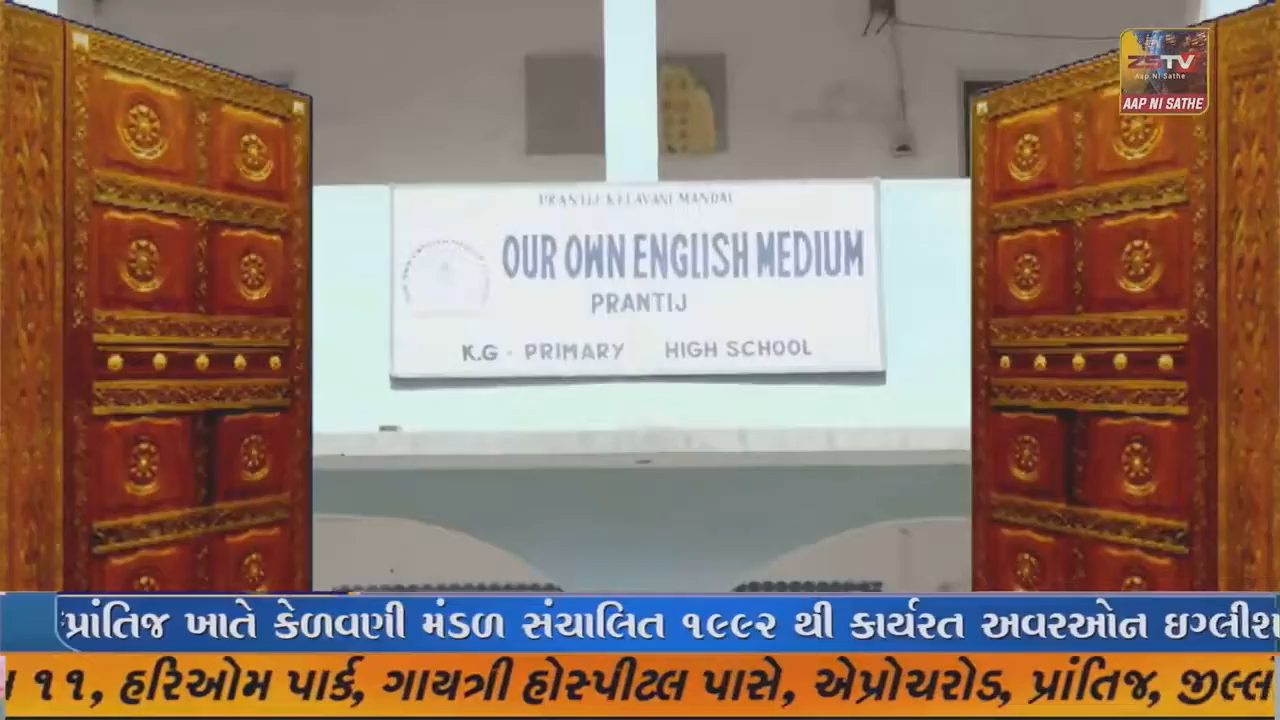 ZSTV
Aap Ni Sathe
AAP NI SATHE
PRANTIJ KELAVANI MANDAL
OUR OWN ENGLISH MEDIUM
PRANTIJ
K.G - PRIMARY HIGH SCHOOL
પ્રાંતિજ ખાતે કેળવણી મંડળ સંચાલિત ૧૯૯૨ થી કાર્યરત અવરઓન ઇગ્લીશ
૧૧, હરિઓમ પાર્ક, ગાયત્રી હોસ્પીટલ પાસે, એપ્રોચરોડ, પ્રાંતિજ, જીલ્લ